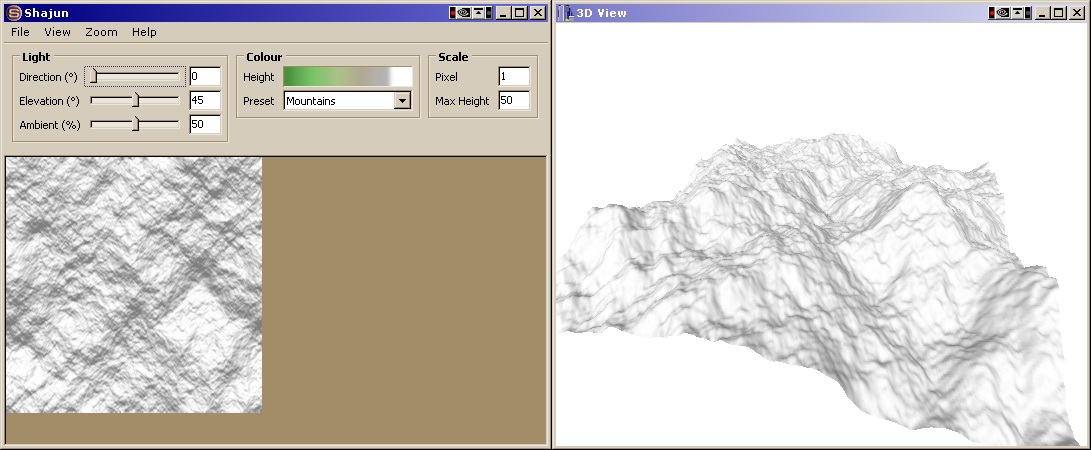 Shajun
File View Zoom Help
Light
Direction (°) 0
Elevation (°) 45
Ambient (%) 50
Colour
Height
Preset Mountains
Scale
Pixel 1
Max Height 50
3D View